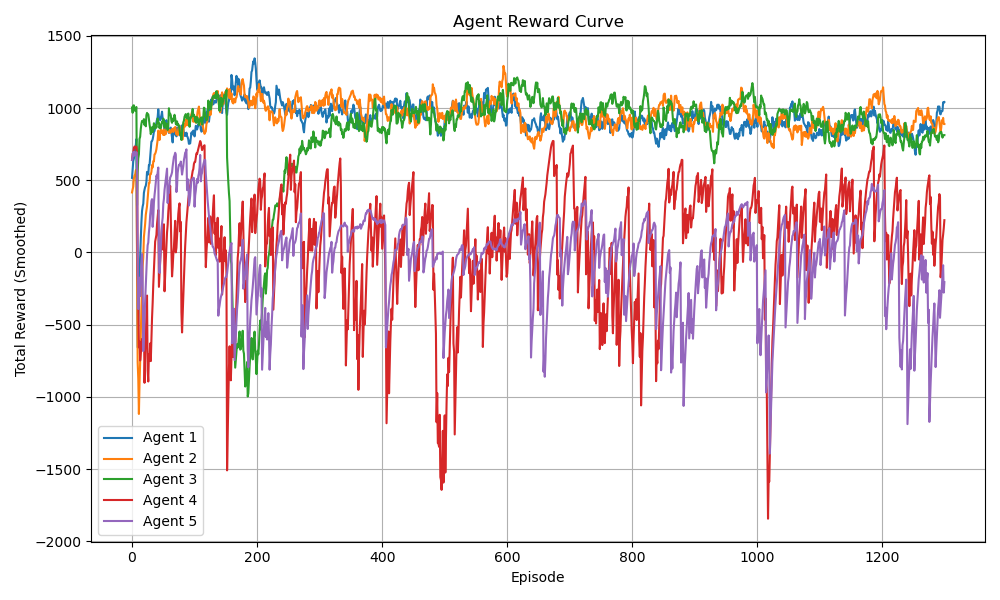 Agent Reward Curve
Total Reward (Smoothed)
1500
1000
500
0
−500
−1000
−1500
−2000
Agent 1
Agent 2
Agent 3
Agent 4
Agent 5
0 200 400 600 800 1000 1200
Episode